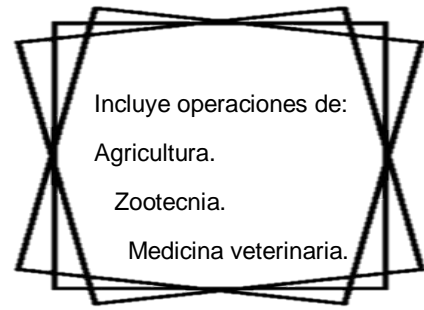 Incluye operaciones de:
Agricultura.
Zootecnia.
Medicina veterinaria.